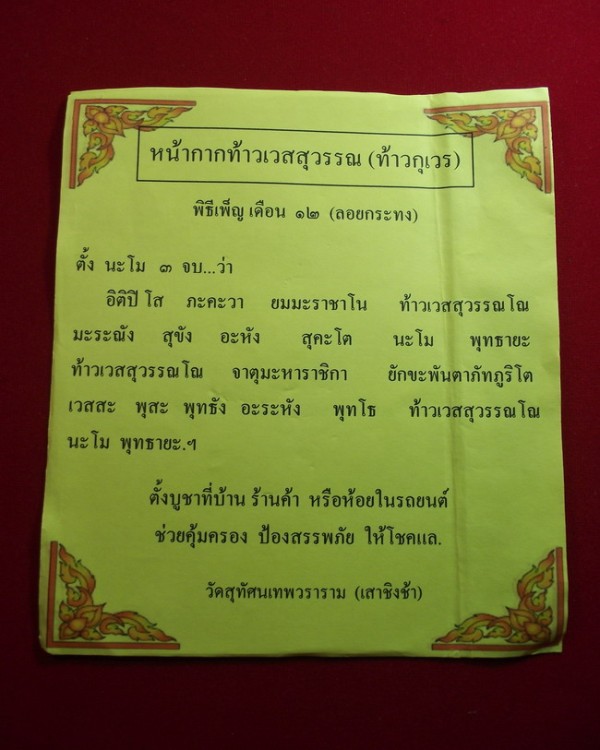 หน้ากากท้าวเวสสุวรรณ (ท้าวกุเวร)
พิธีเพ็ญ เดือน ๑๒ (ลอยกระทง)
ตั้ง นะโม ๓ จบ...ว่า
อิติปิ โส ภะคะวา ยมมะราชาโน ท้าวเวสสุวรรณโณ
มะระณัง สุขัง อะหัง สุคะโต นะโม พุทธายะ
ท้าวเวสสุวรรณโณ จาตุมะหาราชิกา ยักขะพันตาภัทภูริโต
เวสสะ พุสะ พุทธัง อะระหัง พุทโธ ท้าวเวสสุวรรณโณ
นะโม พุทธายะ.ฯ
ตั้งบูชาที่บ้าน ร้านค้า หรือห้อยในรถยนต์
ช่วยคุ้มครอง ป้องสรรพภัย ให้โชคแล.
วัดสุทัศนเทพวราราม (เสาชิงช้า)